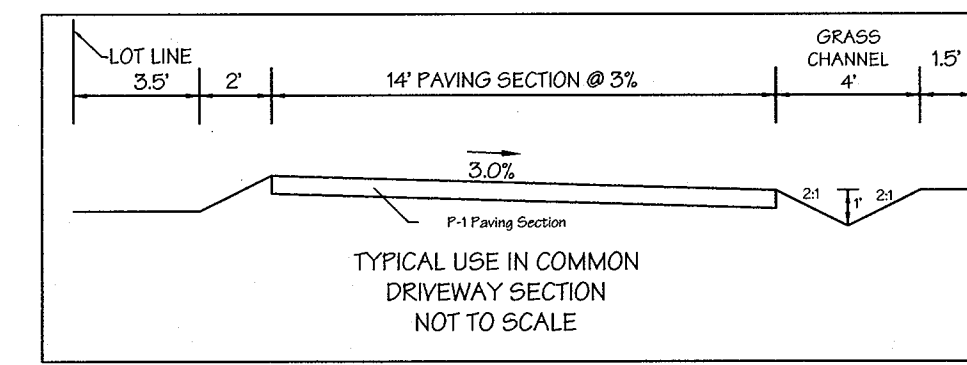 LOT LINE
GRASS
CHANNEL
3.5'
2'
14' PAVING SECTION @ 3%
4'
1.5'
3.0%
2:1
1'
2:1
P-1 Paving Section
TYPICAL USE IN COMMON
DRIVEWAY SECTION
NOT TO SCALE